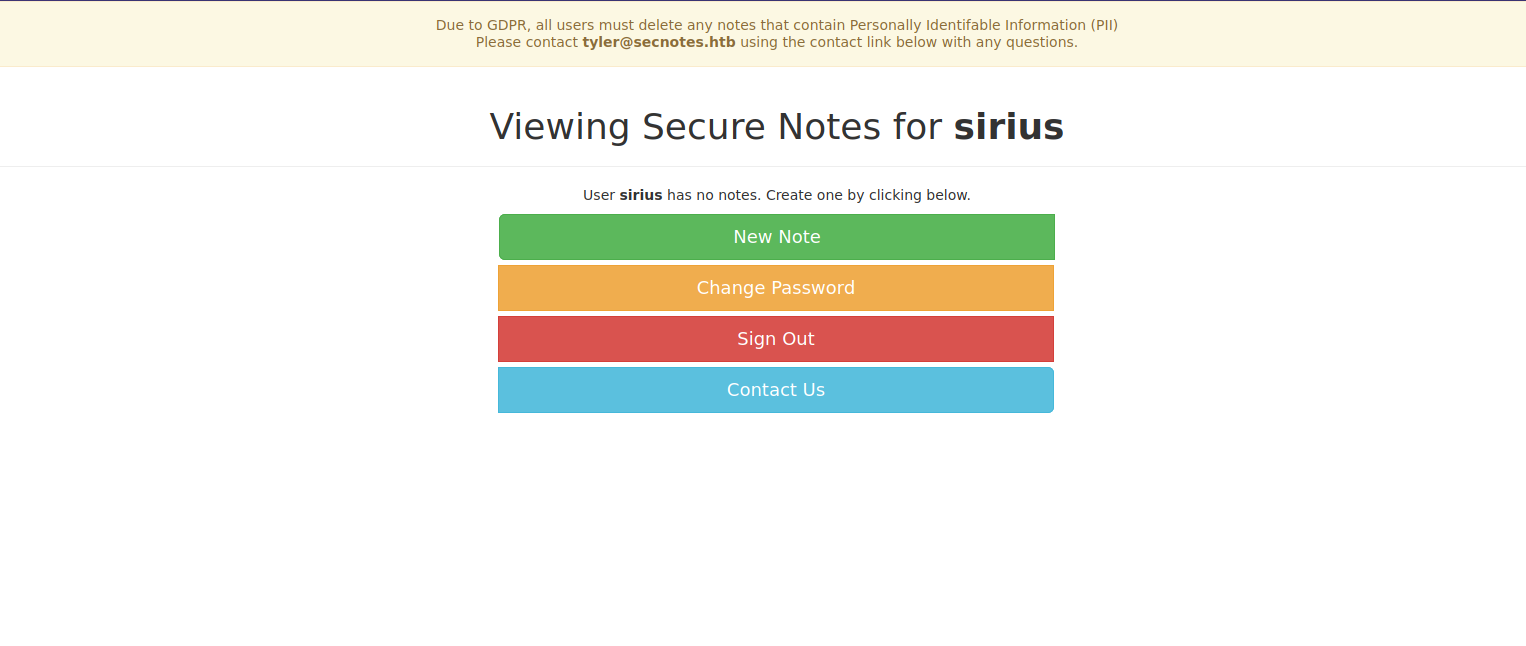 Due to GDPR, all users must delete any notes that contain Personally Identifable Information (PII)
Please contact tyler@secnotes.htb using the contact link below with any questions.
Viewing Secure Notes for sirius
User sirius has no notes. Create one by clicking below.
New Note
Change Password
Sign Out
Contact Us